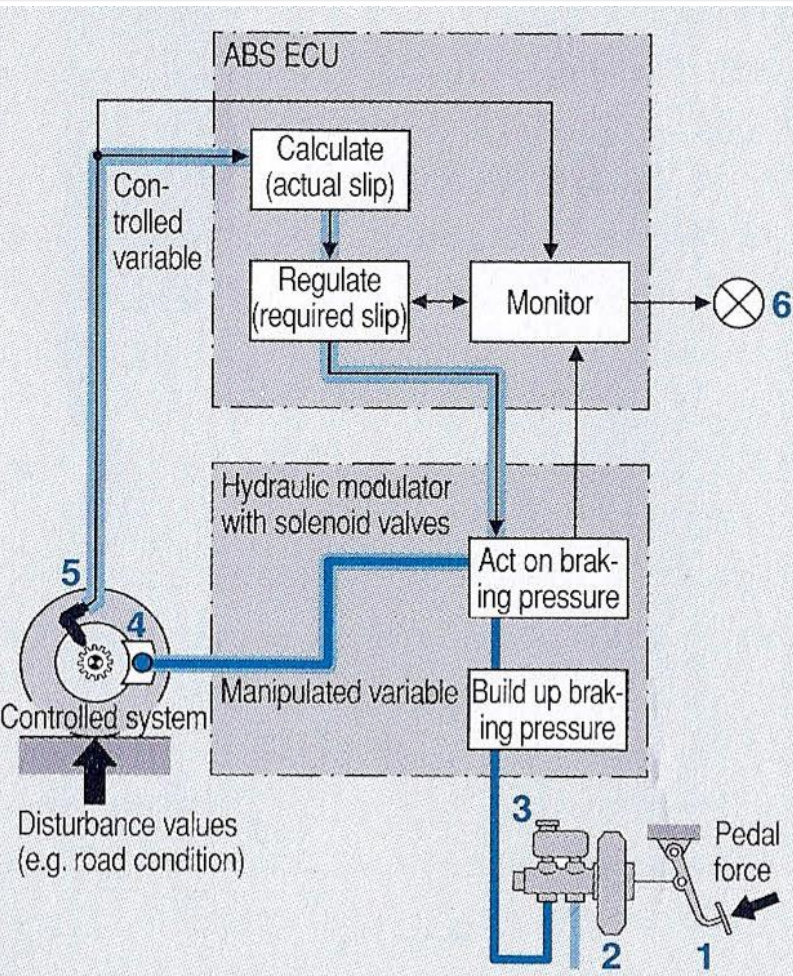 ABS ECU
Calculate
(actual slip)
Con-
trolled
variable
Regulate
(required slip)
Monitor
6
Hydraulic modulator
with solenoid valves
Act on brak-
ing pressure
5
4
Manipulated variable
Build up brak-
ing pressure
Controlled system
Disturbance values
(e.g. road condition)
3
Pedal
force
2
1